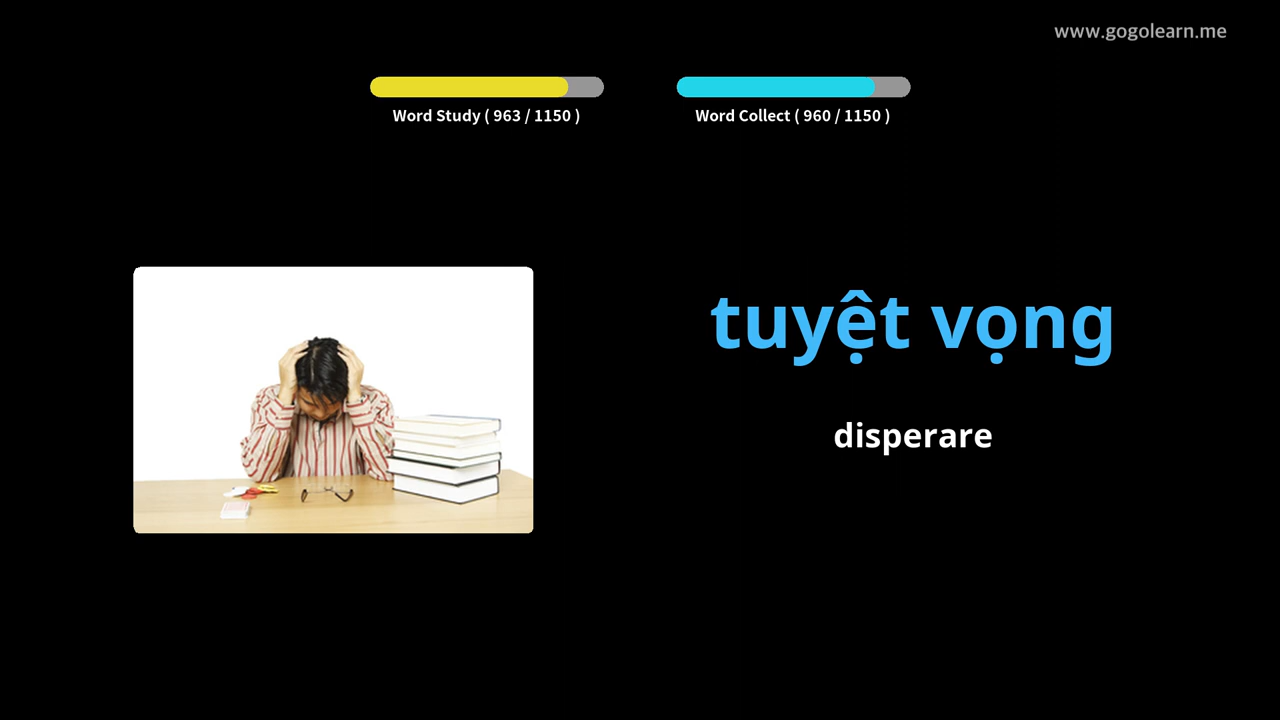 www.gogolearn.me
Word Study ( 963 / 1150 )
Word Collect ( 960 / 1150 )
tuyệt vọng
disperare